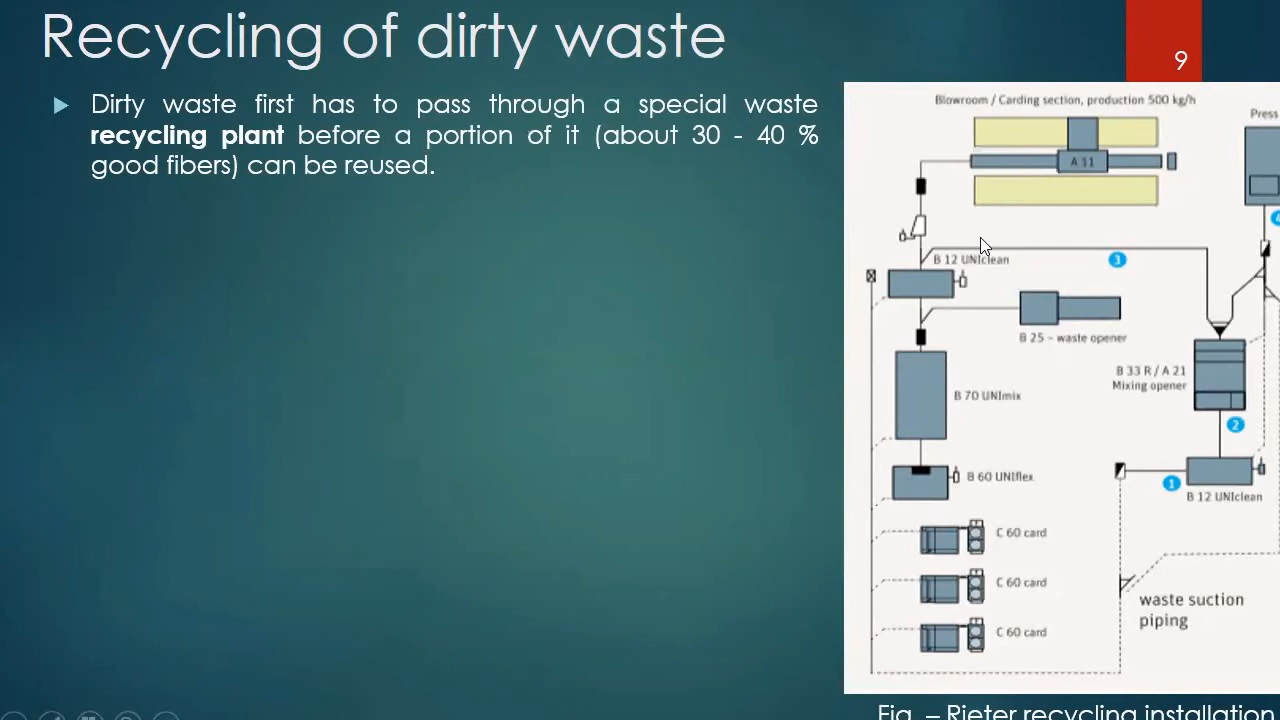 Recycling of dirty waste
9
Dirty waste first has to pass through a special waste
recycling plant before a portion of it (about 30 - 40 %
good fibers) can be reused.
Blowroom / Carding section, production 500 kg/h
Press
A 11
4
B 12 UNIclean
3
B 25 – waste opener
B 33 R / A 21
Mixing opener
B 70 UNImix
2
B 60 UNIflex
1
B 12 UNIclean
C 60 card
C 60 card
waste suction
piping
C 60 card
Fig. – Rieter recycling installation